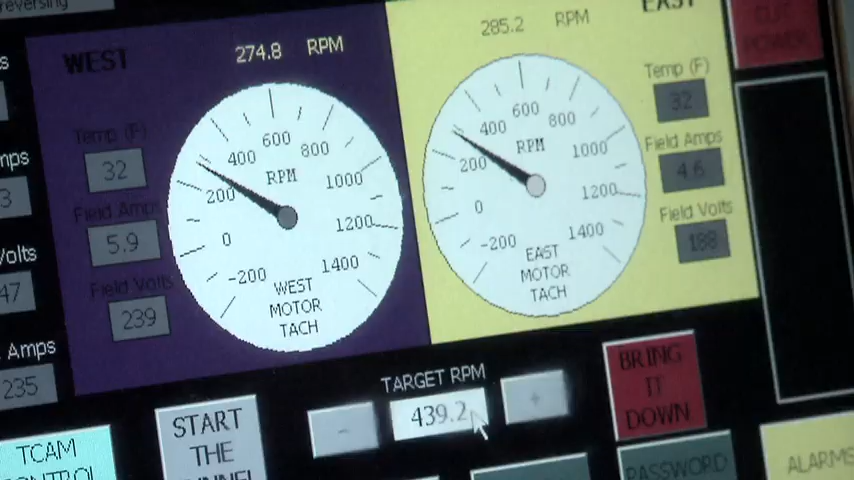 reversing
WEST
274.8 RPM
285.2 RPM
EAST
CUT
POWER
Temp (F)
32
Field Amps
5.9
Field Volts
239
600
400
800
RPM
200
1000
0
1200
-200
1400
WEST
MOTOR
TACH
600
400
800
RPM
200
1000
0
1200
-200
1400
EAST
MOTOR
TACH
Temp (F)
32
Field Amps
4.6
Field Volts
188
mps
3
Volts
47
Amps
235
TARGET RPM
- 439.2 +
BRING
IT
DOWN
START
THE
TCAM
PASSWORD
ALARMS